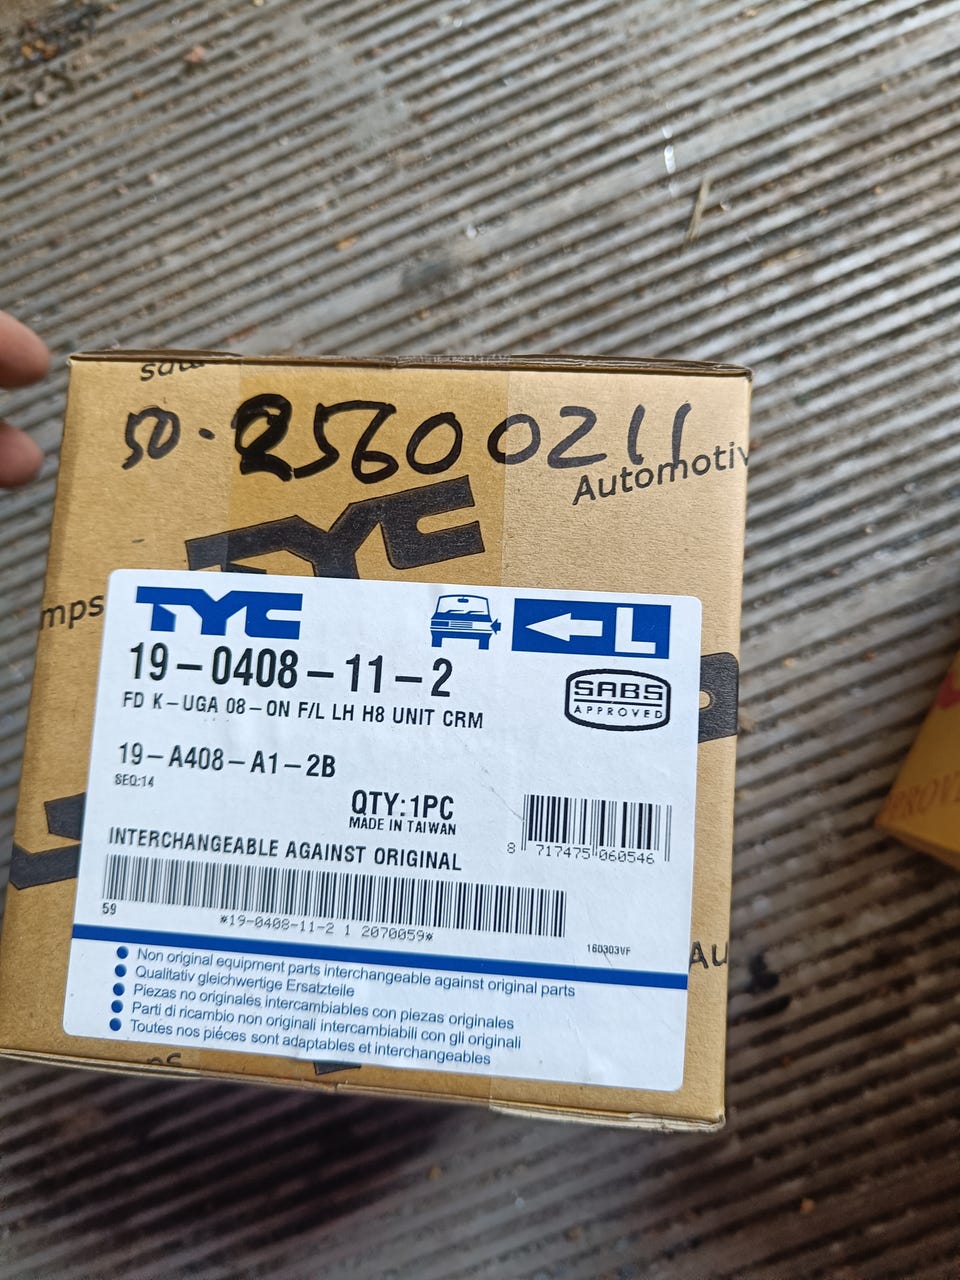 50.25600211
Automotiv
TYC
mps
TYC
L
19-0408-11-2
FD K-UGA 08-ON F/L LH H8 UNIT CRM
SABS
APPROVED
19-A408-A1-2B
SEQ:14
QTY:1PC
MADE IN TAIWAN
8 717475 060546
INTERCHANGEABLE AGAINST ORIGINAL
59
*19-0408-11-2 1 2070059*
160303VF
Au
Non original equipment parts interchangeable against original parts
Qualitativ gleichwertige Ersatzteile
Piezas no originales intercambiables con piezas originales
Parti di ricambio non originali intercambiabili con gli originali
Toutes nos piéces sont adaptables et interchangeables